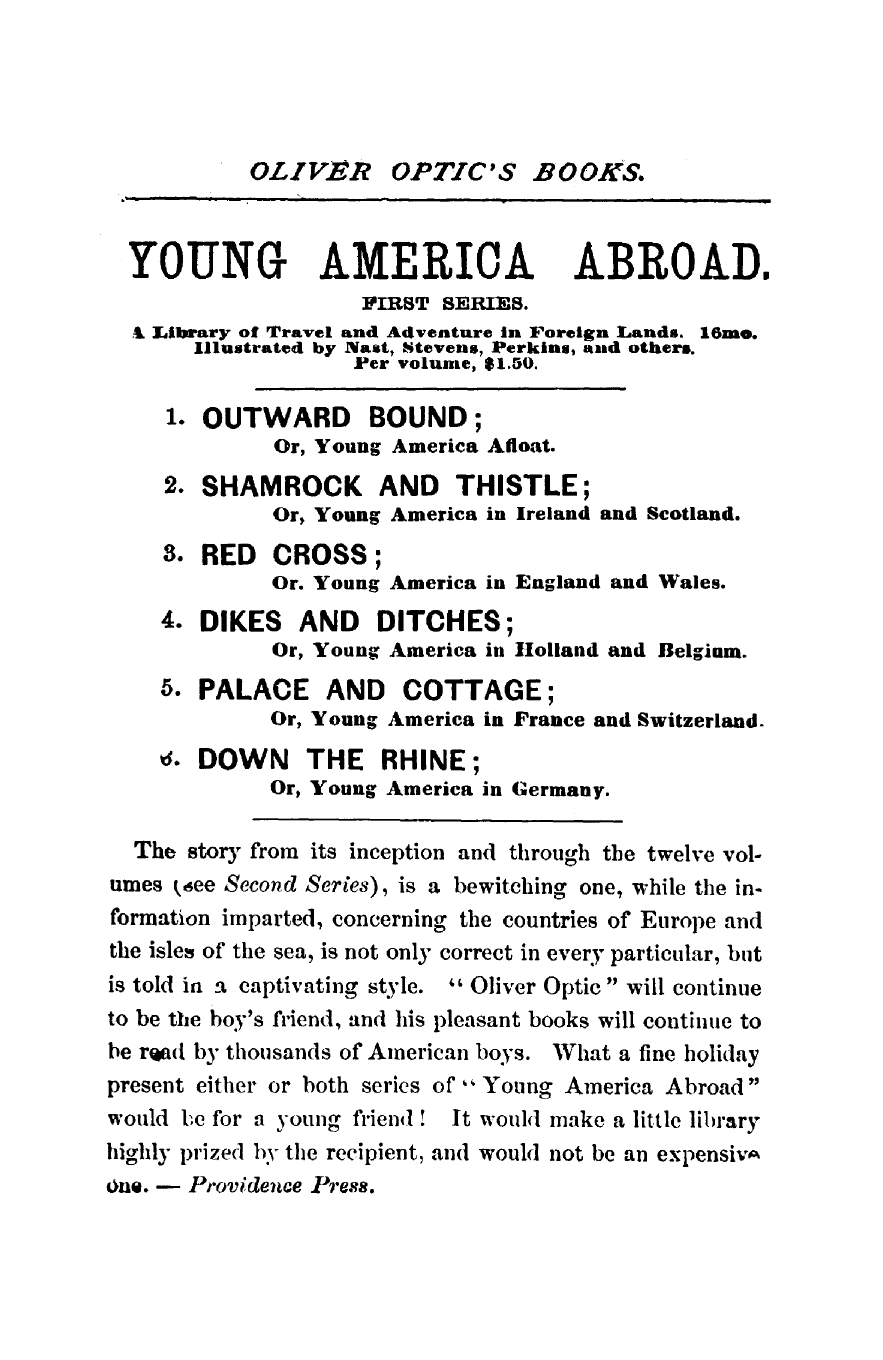 OLIVER OPTIC'S BOOKS.
YOUNG AMERICA ABROAD.
FIRST SERIES.
A Library of Travel and Adventure in Foreign Lands. 16mo.
Illustrated by Nast, Stevens, Perkins, and others.
Per volume, $1.50.
1. OUTWARD BOUND;
Or, Young America Afloat.
2. SHAMROCK AND THISTLE;
Or, Young America in Ireland and Scotland.
3. RED CROSS;
Or. Young America in England and Wales.
4. DIKES AND DITCHES;
Or, Young America in Holland and Belgium.
5. PALACE AND COTTAGE;
Or, Young America in France and Switzerland.
6. DOWN THE RHINE;
Or, Young America in Germany.
The story from its inception and through the twelve vol-
umes (see Second Series), is a bewitching one, while the in-
formation imparted, concerning the countries of Europe and
the isles of the sea, is not only correct in every particular, but
is told in a captivating style. "Oliver Optic" will continue
to be the boy's friend, and his pleasant books will continue to
be read by thousands of American boys. What a fine holiday
present either or both series of "Young America Abroad"
would be for a young friend! It would make a little library
highly prized by the recipient, and would not be an expensive
one. — Providence Press.